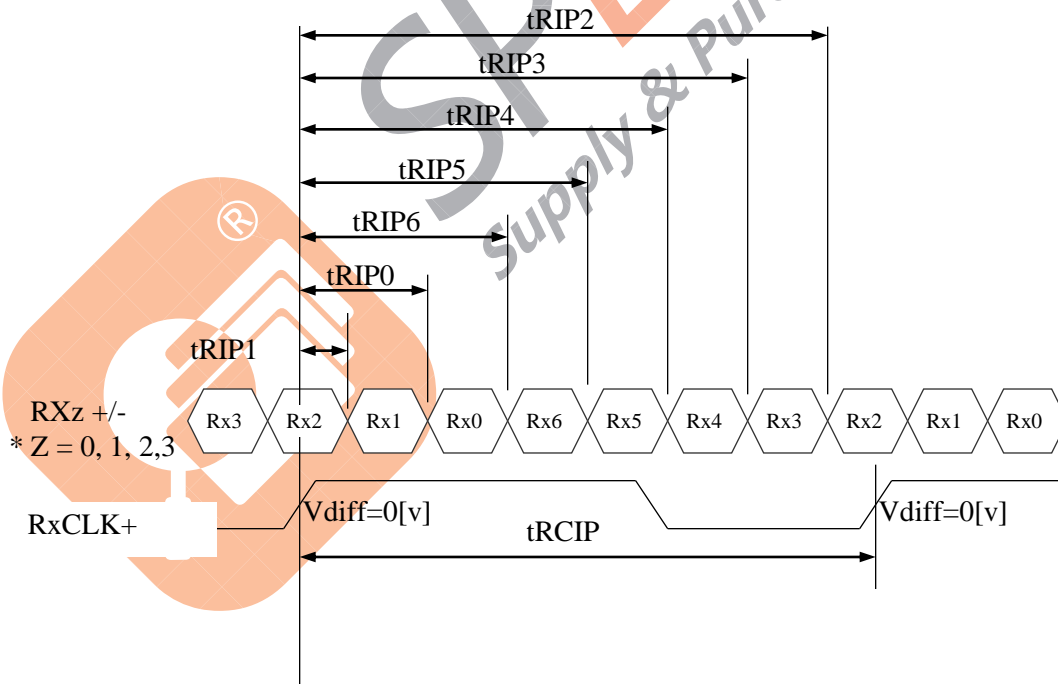 tRIP2
tRIP3
tRIP4
tRIP5
tRIP6
tRIP0
tRIP1
RXz +/-
* Z = 0, 1, 2,3
Rx3 Rx2 Rx1 Rx0 Rx6 Rx5 Rx4 Rx3 Rx2 Rx1 Rx0
RxCLK+
Vdiff=0[v] Vdiff=0[v]
tRCIP
®
SP
Supply &